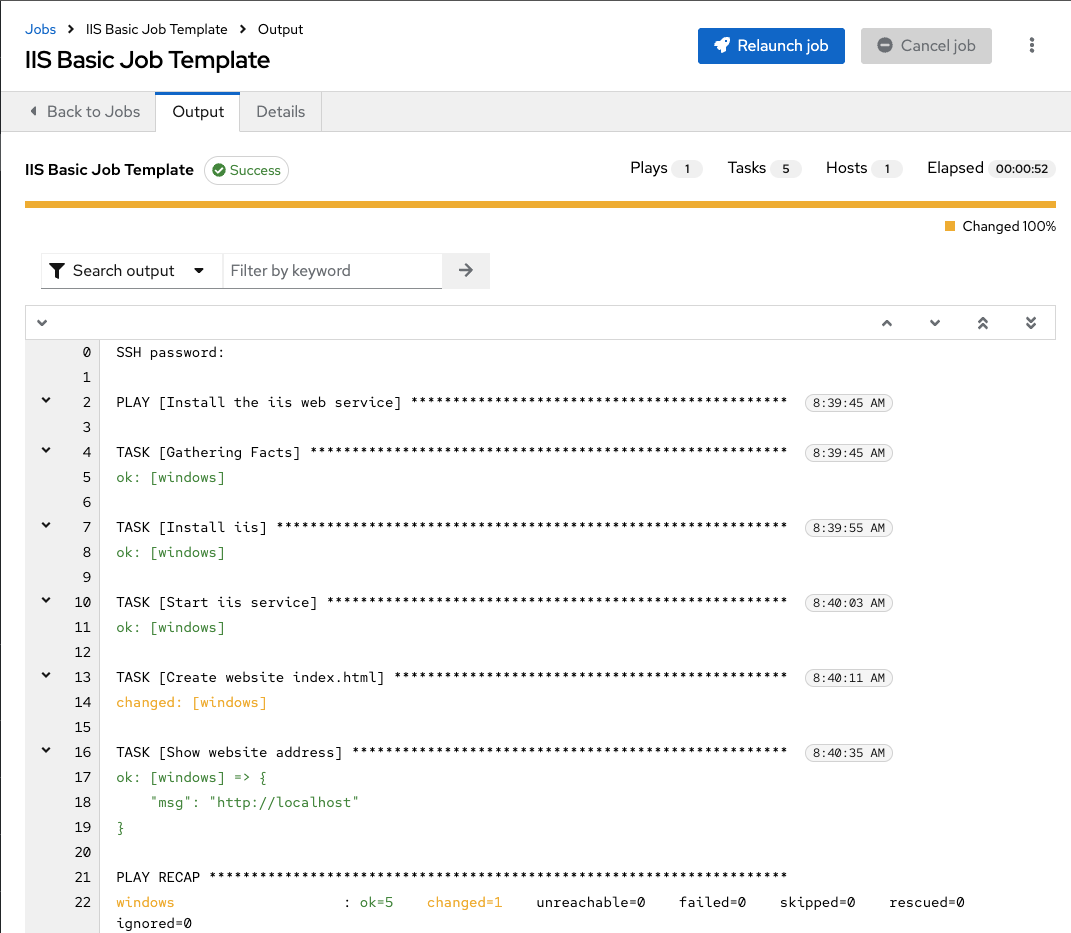 Jobs > IIS Basic Job Template > Output
IIS Basic Job Template
Relaunch job
Cancel job
Back to Jobs
Output
Details
IIS Basic Job Template Success
Plays 1 Tasks 5 Hosts 1 Elapsed 00:00:52
Changed 100%
Search output Filter by keyword
0 SSH password:
1
2 PLAY [Install the iis web service] ********************************************* 8:39:45 AM
3
4 TASK [Gathering Facts] ********************************************************* 8:39:45 AM
5 ok: [windows]
6
7 TASK [Install iis] ************************************************************* 8:39:55 AM
8 ok: [windows]
9
10 TASK [Start iis service] ******************************************************* 8:40:03 AM
11 ok: [windows]
12
13 TASK [Create website index.html] *********************************************** 8:40:11 AM
14 changed: [windows]
15
16 TASK [Show website address] **************************************************** 8:40:35 AM
17 ok: [windows] => {
18     "msg": "http://localhost"
19 }
20
21 PLAY RECAP *********************************************************************
22 windows                    : ok=5    changed=1    unreachable=0    failed=0    skipped=0    rescued=0
ignored=0